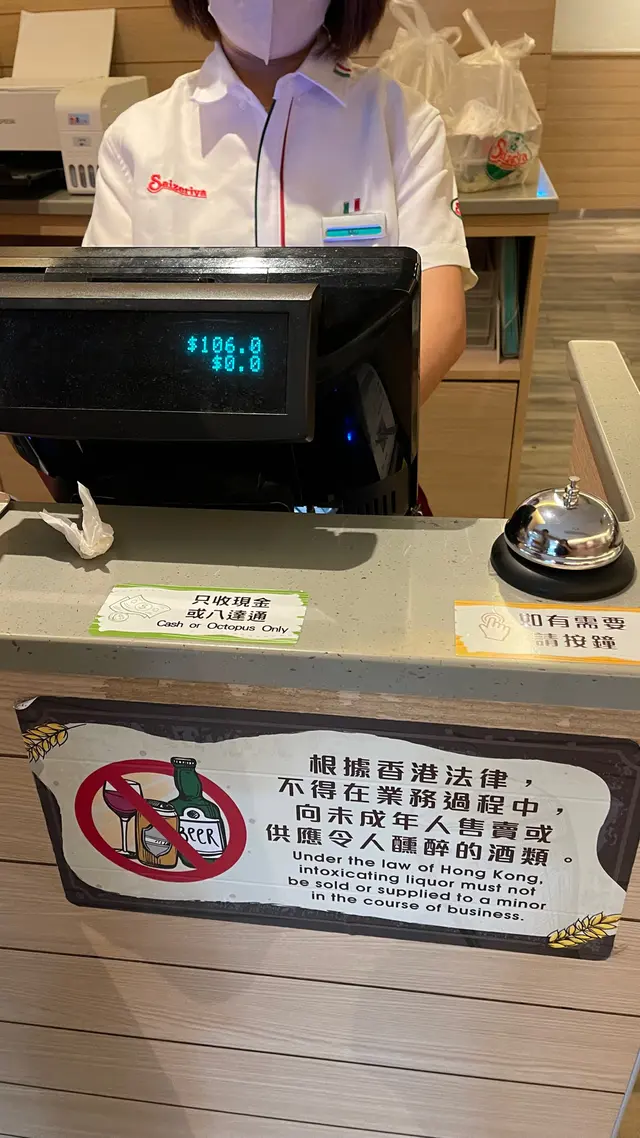 EPSON
Saizeriya
$106.0
$0.0
只收現金
或八達通
Cash or Octopus Only
如有需要
請按鐘
BEER
根據香港法律，
不得在業務過程中，
向未成年人售賣或
供應令人醺醉的酒類。
Under the law of Hong Kong,
intoxicating liquor must not
be sold or supplied to a minor
in the course of business.